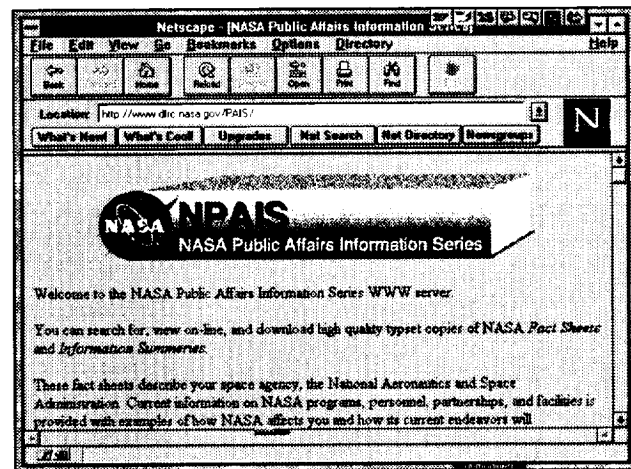 Netscape - [NASA Public Affairs Information Series]
File Edit View Go Bookmarks Options Directory Help
Back Home Reload Open Print Find
Location: http://www.dfrc.nasa.gov/PAIS/
What's New! What's Cool! Upgrades Net Search Net Directory Newsgroups
N
NASA
NPAIS
NASA Public Affairs Information Series
Welcome to the NASA Public Affairs Information Series WWW server.
You can search for, view on-line, and download high quality typset copies of NASA Fact Sheets
and Information Summeries.
These fact sheets describe your space agency, the National Aeronautics and Space
Administration. Current information on NASA programs, personnel, partnerships, and facilities is
provided with examples of how NASA affects you and how its current endeavors will